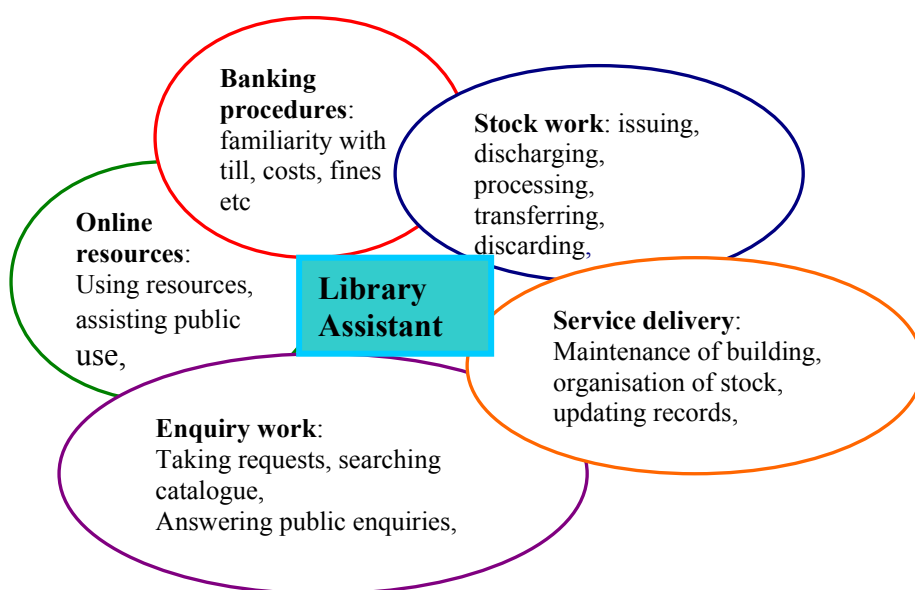 Banking
procedures:
familiarity with
till, costs, fines
etc
Stock work: issuing,
discharging,
processing,
transferring,
discarding,
Online
resources:
Using resources,
assisting public
use,
Library
Assistant
Service delivery:
Maintenance of building,
organisation of stock,
updating records,
Enquiry work:
Taking requests, searching
catalogue,
Answering public enquiries,